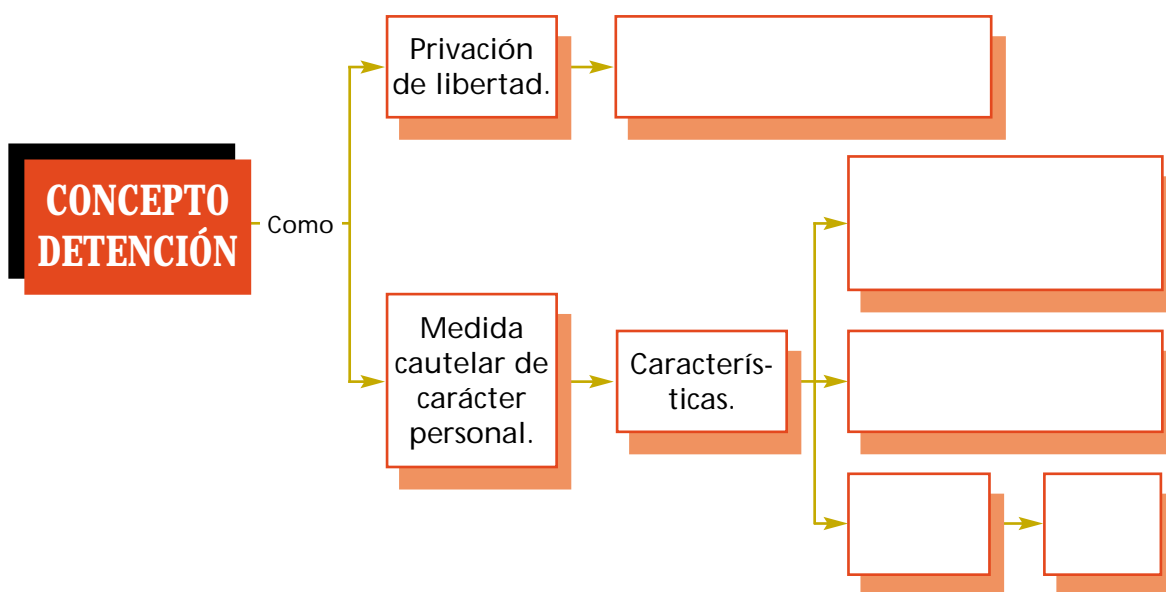 Privación
de libertad.
CONCEPTO
DETENCIÓN
Como
Medida
cautelar de
carácter
personal.
Caracterís-
ticas.